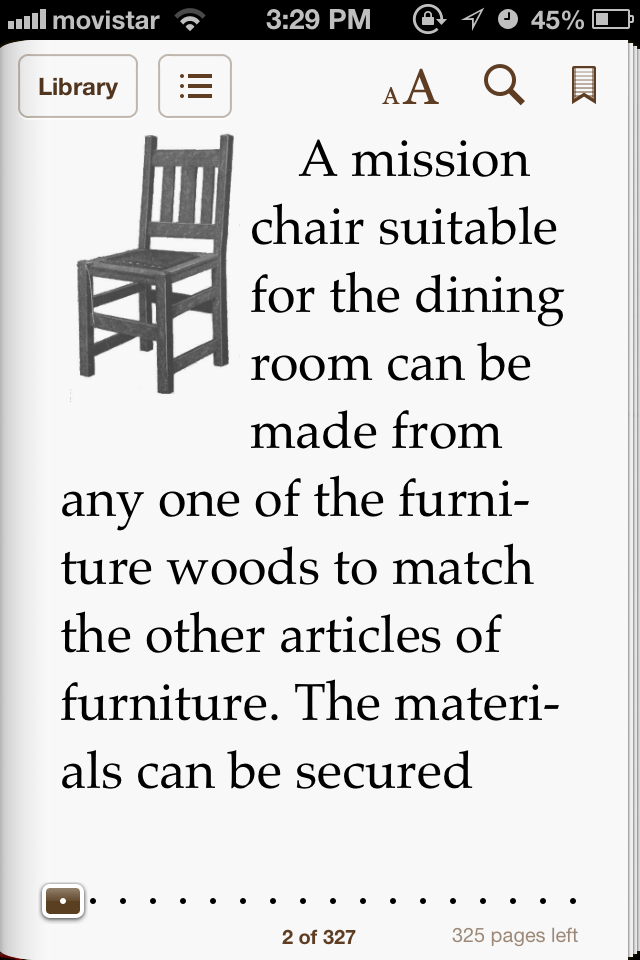 movistar 3:29 PM 45%
Library AA
A mission
chair suitable
for the dining
room can be
made from
any one of the furni-
ture woods to match
the other articles of
furniture. The materi-
als can be secured
2 of 327 325 pages left